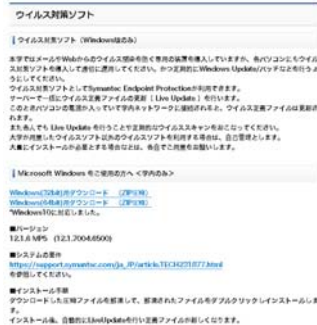 ウイルス対策ソフト
ウイルス対策ソフト (Windows版のみ)
本学ではメールやWebからのウイルス感染を防ぐ専用の装置を導入していますが、各パソコンにもウイル
ス対策ソフトを導入して適切に運用してください。かつ定期的にWindows Update/パッチなどを行うよ
うにしてください。
ウイルス対策ソフトとしてSymantec Endpoint Protectionが利用できます。
サーバーで一括にウイルス定義ファイルの更新 ( Live Update ) を行います。
このときパソコンの電源が入っていて学内ネットワークに接続されると、ウイルス定義ファイルは更新さ
れます。
また各人でも Live Update を行うことや定期的なウイルススキャンをおこなってください。
大学が用意したウイルスソフト以外のウイルスソフトを利用する場合は、自己管理とします。
大量にインストールが必要とする場合などは、各自でご用意をお願いします。
Microsoft Windows をご使用の方へ <学内のみ>
Windows(32bit)用ダウンロード (ZIP圧縮)
Windows(64bit)用ダウンロード (ZIP圧縮)
*Windows10に対応しました。
■バージョン
12.1.6 MP5 (12.1.7004.6500)
■システムの要件
https://support.symantec.com/ja_JP/article.TECH231877.html
を参照してください。
■インストール手順
ダウンロードした圧縮ファイルを解凍して、解凍されたファイルをダブルクリックしインストールしま
す。
インストール後、自動的にLiveUpdateを行い定義ファイルが新しくなります。